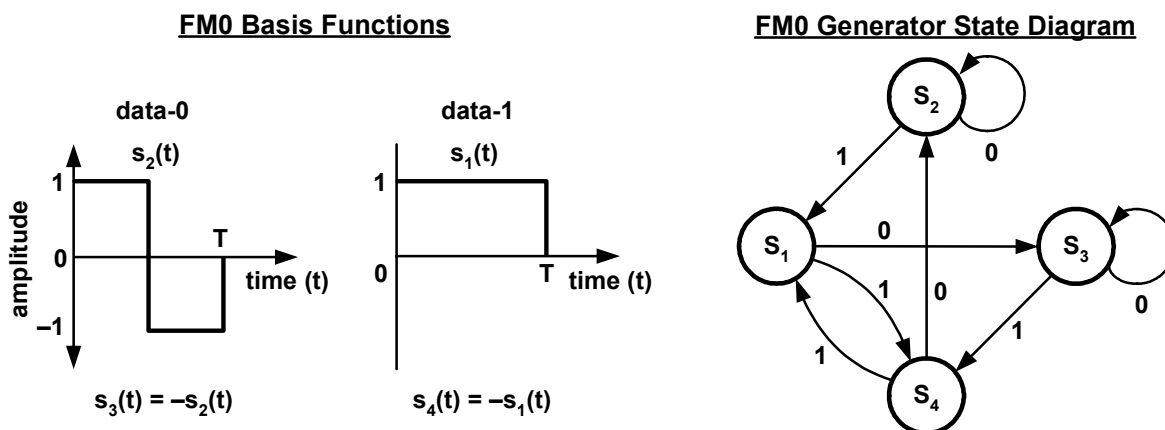 FM0 Basis Functions
data-0
s₂(t)
data-1
s₁(t)
amplitude
1
0
–1
T
time (t)
1
0
T
time (t)
s₃(t) = –s₂(t)
s₄(t) = –s₁(t)
FM0 Generator State Diagram
S₂
0
1
S₁
0
S₃
0
1
0
1
1
S₄